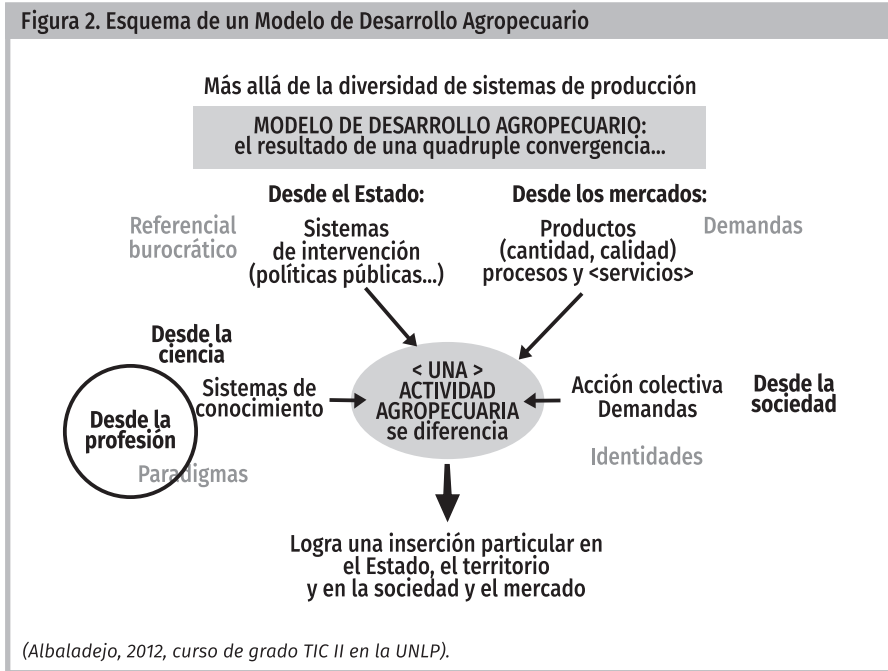 Figura 2. Esquema de un Modelo de Desarrollo Agropecuario
Más allá de la diversidad de sistemas de producción
MODELO DE DESARROLLO AGROPECUARIO:
el resultado de una quadruple convergencia...
Desde el Estado:
Referencial
burocrático
Sistemas
de intervención
(políticas públicas...)
Desde los mercados:
Productos
(cantidad, calidad)
procesos y <servicios>
Demandas
Desde la
ciencia
Desde la
profesión
Sistemas de
conocimiento
Paradigmas
< UNA >
ACTIVIDAD
AGROPECUARIA
se diferencia
Acción colectiva
Demandas
Desde la
sociedad
Identidades
Logra una inserción particular en
el Estado, el territorio
y en la sociedad y el mercado
(Albaladejo, 2012, curso de grado TIC II en la UNLP).